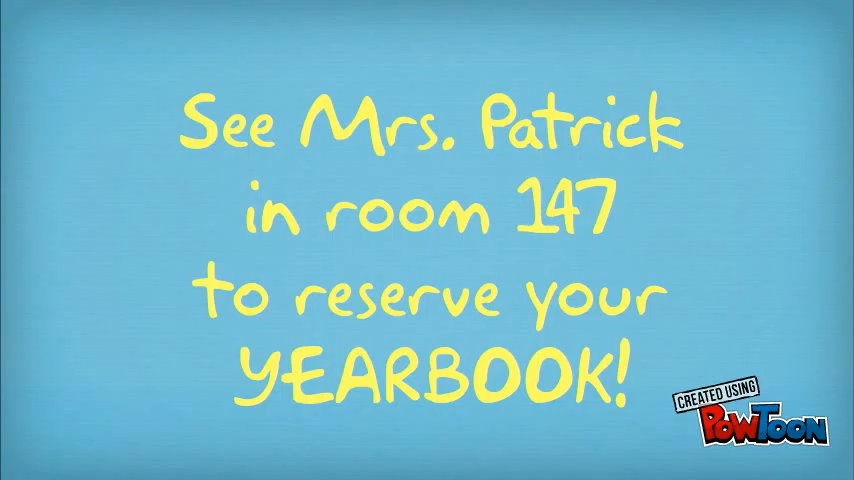 See Mrs. Patrick
in room 147
to reserve your
YEARBOOK!
CREATED USING
POWTOON